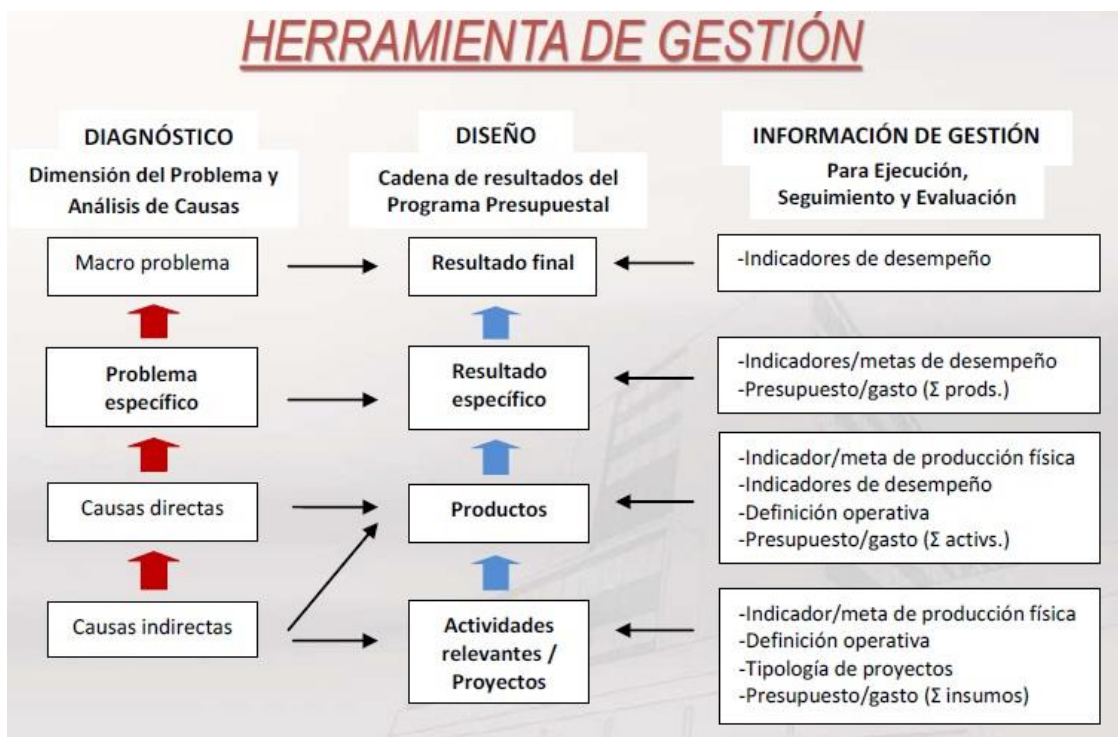 HERRAMIENTA DE GESTIÓN
DIAGNÓSTICO
Dimensión del Problema y
Análisis de Causas
Macro problema
Problema
específico
Causas directas
Causas indirectas
DISEÑO
Cadena de resultados del
Programa Presupuestal
Resultado final
Resultado
específico
Productos
Actividades
relevantes /
Proyectos
INFORMACIÓN DE GESTIÓN
Para Ejecución,
Seguimiento y Evaluación
-Indicadores de desempeño
-Indicadores/metas de desempeño
-Presupuesto/gasto (Σ prods.)
-Indicador/meta de producción física
-Indicadores de desempeño
-Definición operativa
-Presupuesto/gasto (Σ activs.)
-Indicador/meta de producción física
-Definición operativa
-Tipología de proyectos
-Presupuesto/gasto (Σ insumos)